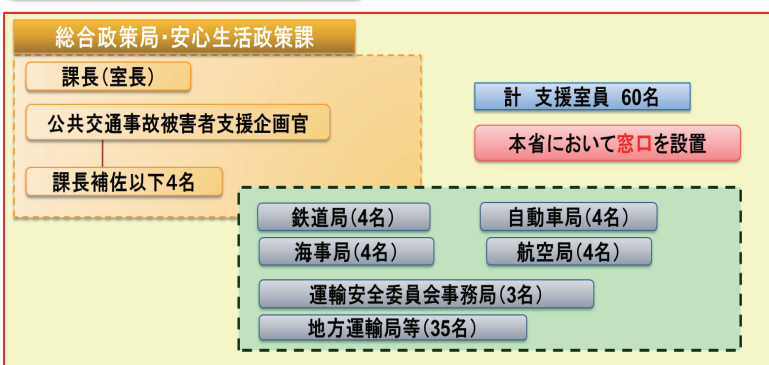 総合政策局・安心生活政策課
課長(室長)
公共交通事故被害者支援企画官
課長補佐以下4名
計 支援室員 60名
本省において窓口を設置
鉄道局(4名)
自動車局(4名)
海事局(4名)
航空局(4名)
運輸安全委員会事務局(3名)
地方運輸局等(35名)